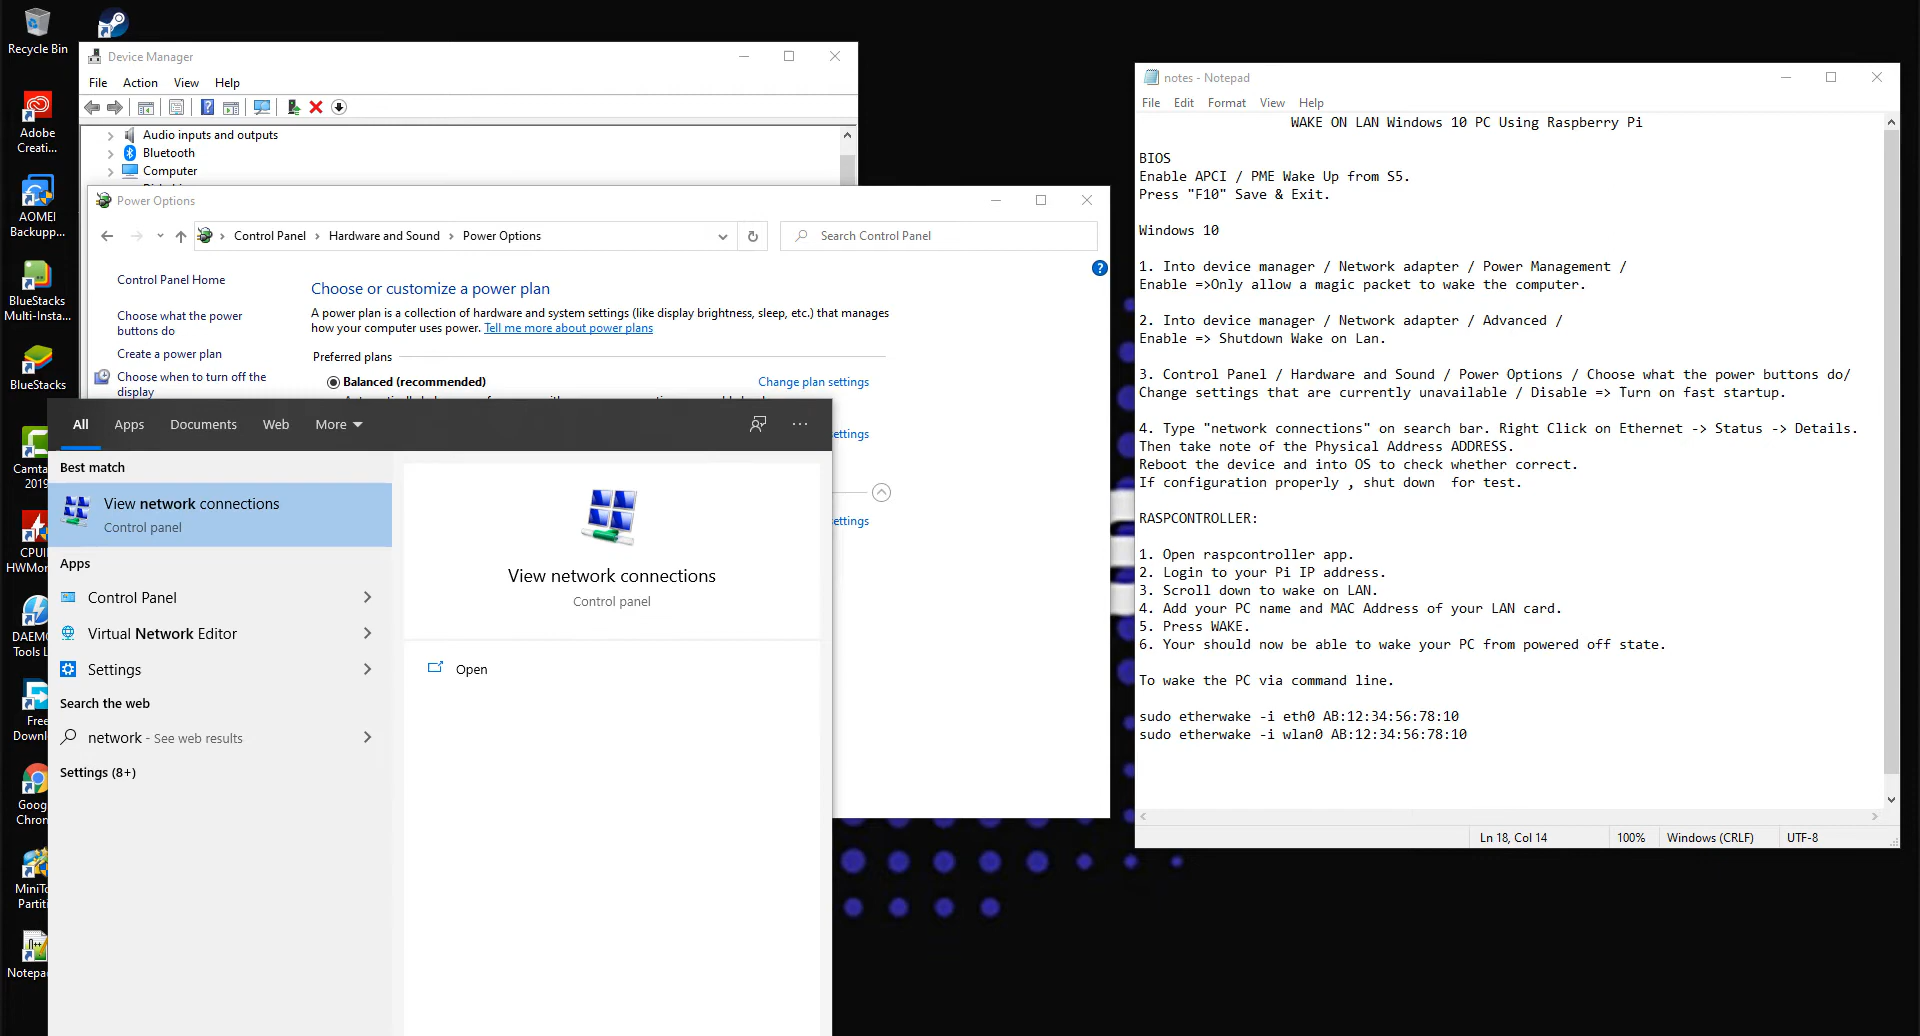 Recycle Bin
Adobe
Creati...
AOMEI
Backupp...
BlueStacks
Multi-Insta...
BlueStacks
Camta
2019
CPUI
HWMon
DAEM
Tools L
Free
Downl
Goog
Chron
MiniTo
Partiti
Notepa
Device Manager
File Action View Help
Audio inputs and outputs
Bluetooth
Computer
Power Options
Control Panel › Hardware and Sound › Power Options
Search Control Panel
Control Panel Home
Choose what the power
buttons do
Create a power plan
Choose when to turn off the
display
Choose or customize a power plan
A power plan is a collection of hardware and system settings (like display brightness, sleep, etc.) that manages
how your computer uses power. Tell me more about power plans
Preferred plans
Balanced (recommended) Change plan settings
ettings
ettings
All Apps Documents Web More
Best match
View network connections
Control panel
Apps
Control Panel
Virtual Network Editor
Settings
Search the web
network - See web results
Settings (8+)
View network connections
Control panel
Open
notes - Notepad
File Edit Format View Help
WAKE ON LAN Windows 10 PC Using Raspberry Pi
BIOS
Enable APCI / PME Wake Up from S5.
Press "F10" Save & Exit.
Windows 10
1. Into device manager / Network adapter / Power Management /
Enable =>Only allow a magic packet to wake the computer.
2. Into device manager / Network adapter / Advanced /
Enable => Shutdown Wake on Lan.
3. Control Panel / Hardware and Sound / Power Options / Choose what the power buttons do/
Change settings that are currently unavailable / Disable => Turn on fast startup.
4. Type "network connections" on search bar. Right Click on Ethernet -> Status -> Details.
Then take note of the Physical Address ADDRESS.
Reboot the device and into OS to check whether correct.
If configuration properly , shut down  for test.
RASPCONTROLLER:
1. Open raspcontroller app.
2. Login to your Pi IP address.
3. Scroll down to wake on LAN.
4. Add your PC name and MAC Address of your LAN card.
5. Press WAKE.
6. Your should now be able to wake your PC from powered off state.
To wake the PC via command line.
sudo etherwake -i eth0 AB:12:34:56:78:10
sudo etherwake -i wlan0 AB:12:34:56:78:10
Ln 18, Col 14 100% Windows (CRLF) UTF-8